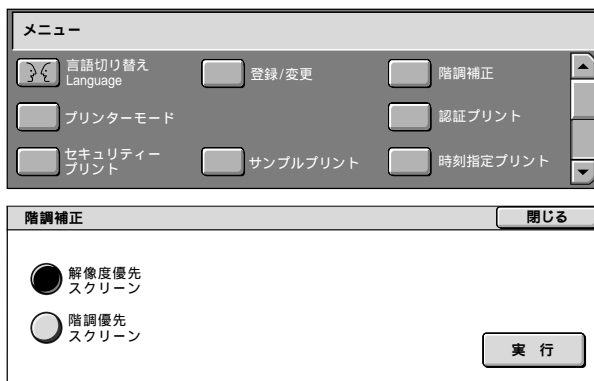 メニュー
言語切り替え
Language
登録/変更
階調補正
プリンターモード
認証プリント
セキュリティー
プリント
サンプルプリント
時刻指定プリント
階調補正
閉じる
解像度優先
スクリーン
階調優先
スクリーン
実 行